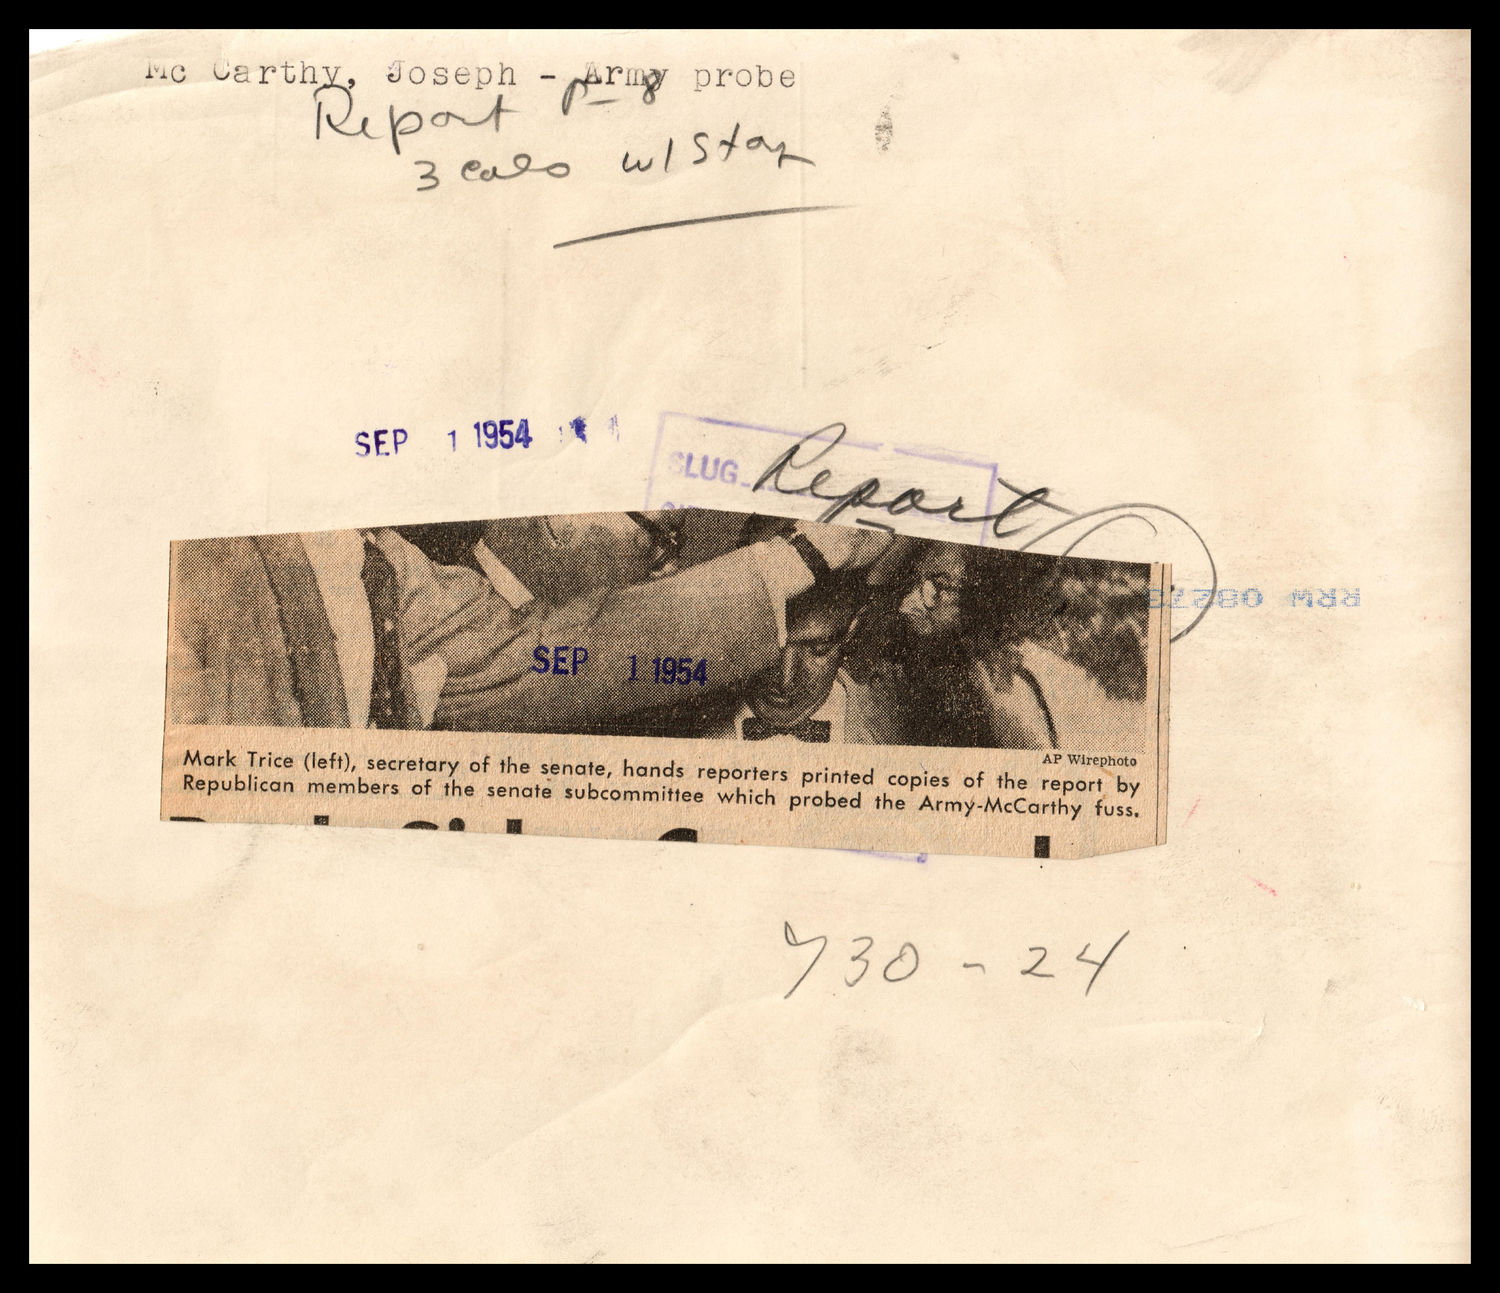 Mc Carthy, Joseph - Army probe
Report p-8
3 cols w/ Story
SEP 1 1954
SLUG
Report
RRW 08273
SEP 1 1954
AP Wirephoto
Mark Trice (left), secretary of the senate, hands reporters printed copies of the report by
Republican members of the senate subcommittee which probed the Army-McCarthy fuss.
730 - 24